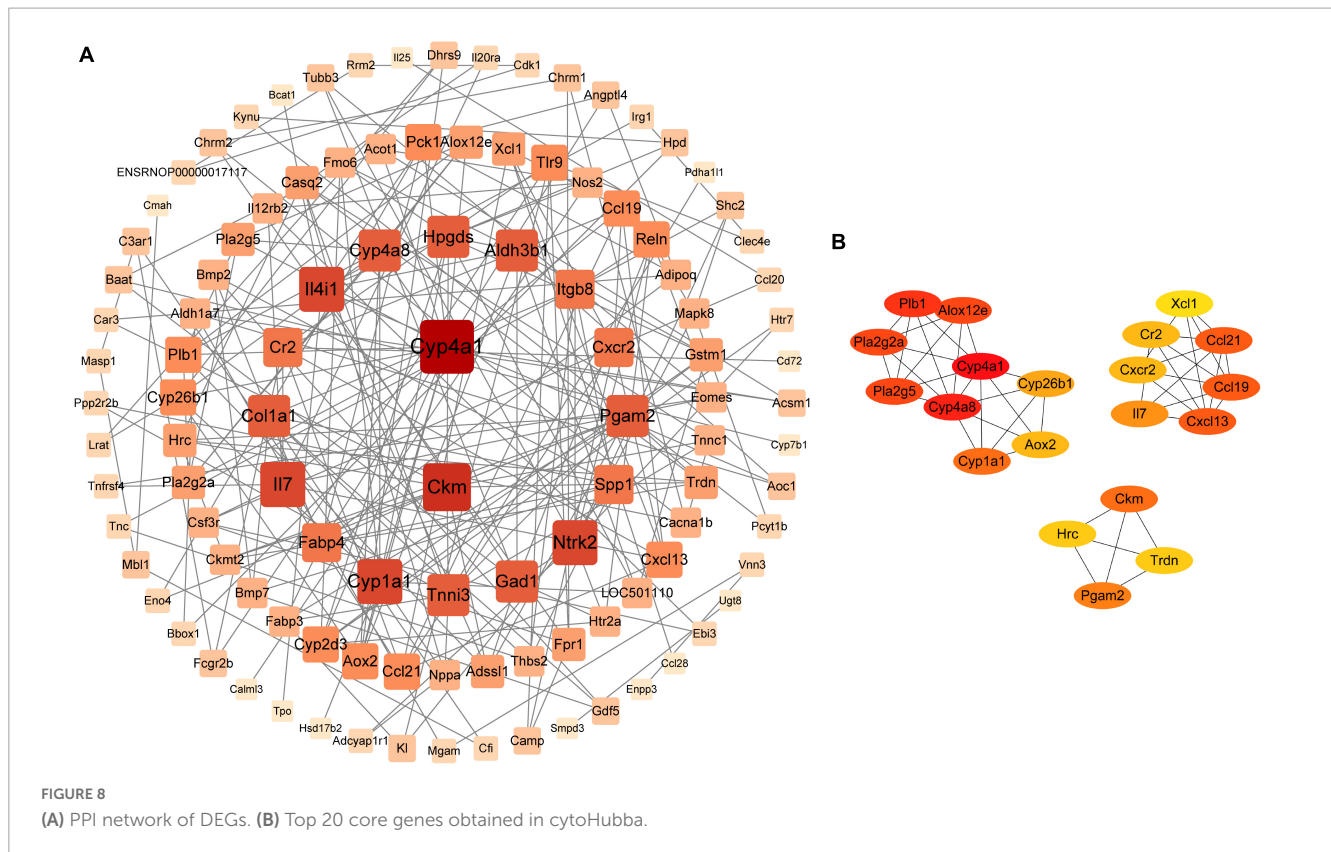 A
Il25
Dhrs9
Il20ra
Rrm2
Cdk1
Tubb3
Chrm1
Bcat1
Angptl4
Kynu
Irg1
Chrm2
Pck1
Alox12e
Xcl1
Hpd
Acot1
Fmo6
Tlr9
ENSRNOP00000017117
Casq2
Nos2
Pdha1l1
Cmah
Il12rb2
Ccl19
Shc2
C3ar1
Pla2g5
Cyp4a8
Hpgds
Aldh3b1
Reln
Clec4e
Baat
Bmp2
Il4i1
Itgb8
Adipoq
Ccl20
Car3
Aldh1a7
Mapk8
Htr7
Masp1
Plb1
Cr2
Cyp4a1
Cxcr2
Gstm1
Cd72
Ppp2r2b
Cyp26b1
Eomes
Acsm1
Lrat
Hrc
Col1a1
Pgam2
Tnnc1
Cyp7b1
Tnfrsf4
Pla2g2a
Il7
Ckm
Spp1
Trdn
Aoc1
Tnc
Csf3r
Fabp4
Ntrk2
Cacna1b
Pcyt1b
Mbl1
Ckmt2
Cxcl13
Vnn3
Eno4
Bmp7
Cyp1a1
Tnni3
Gad1
LOC501110
Ugt8
Bbox1
Fabp3
Htr2a
Ebi3
Fcgr2b
Cyp2d3
Fpr1
Ccl28
Calml3
Aox2
Ccl21
Nppa
Adssl1
Thbs2
Enpp3
Tpo
Gdf5
Hsd17b2
Smpd3
Adcyap1r1
Kl
Mgam
Cfi
Camp
B
Plb1
Alox12e
Pla2g2a
Cyp4a1
Cyp26b1
Pla2g5
Cyp4a8
Aox2
Cyp1a1
Xcl1
Cr2
Ccl21
Cxcr2
Ccl19
Il7
Cxcl13
Ckm
Hrc
Trdn
Pgam2
FIGURE 8
(A) PPI network of DEGs. (B) Top 20 core genes obtained in cytoHubba.